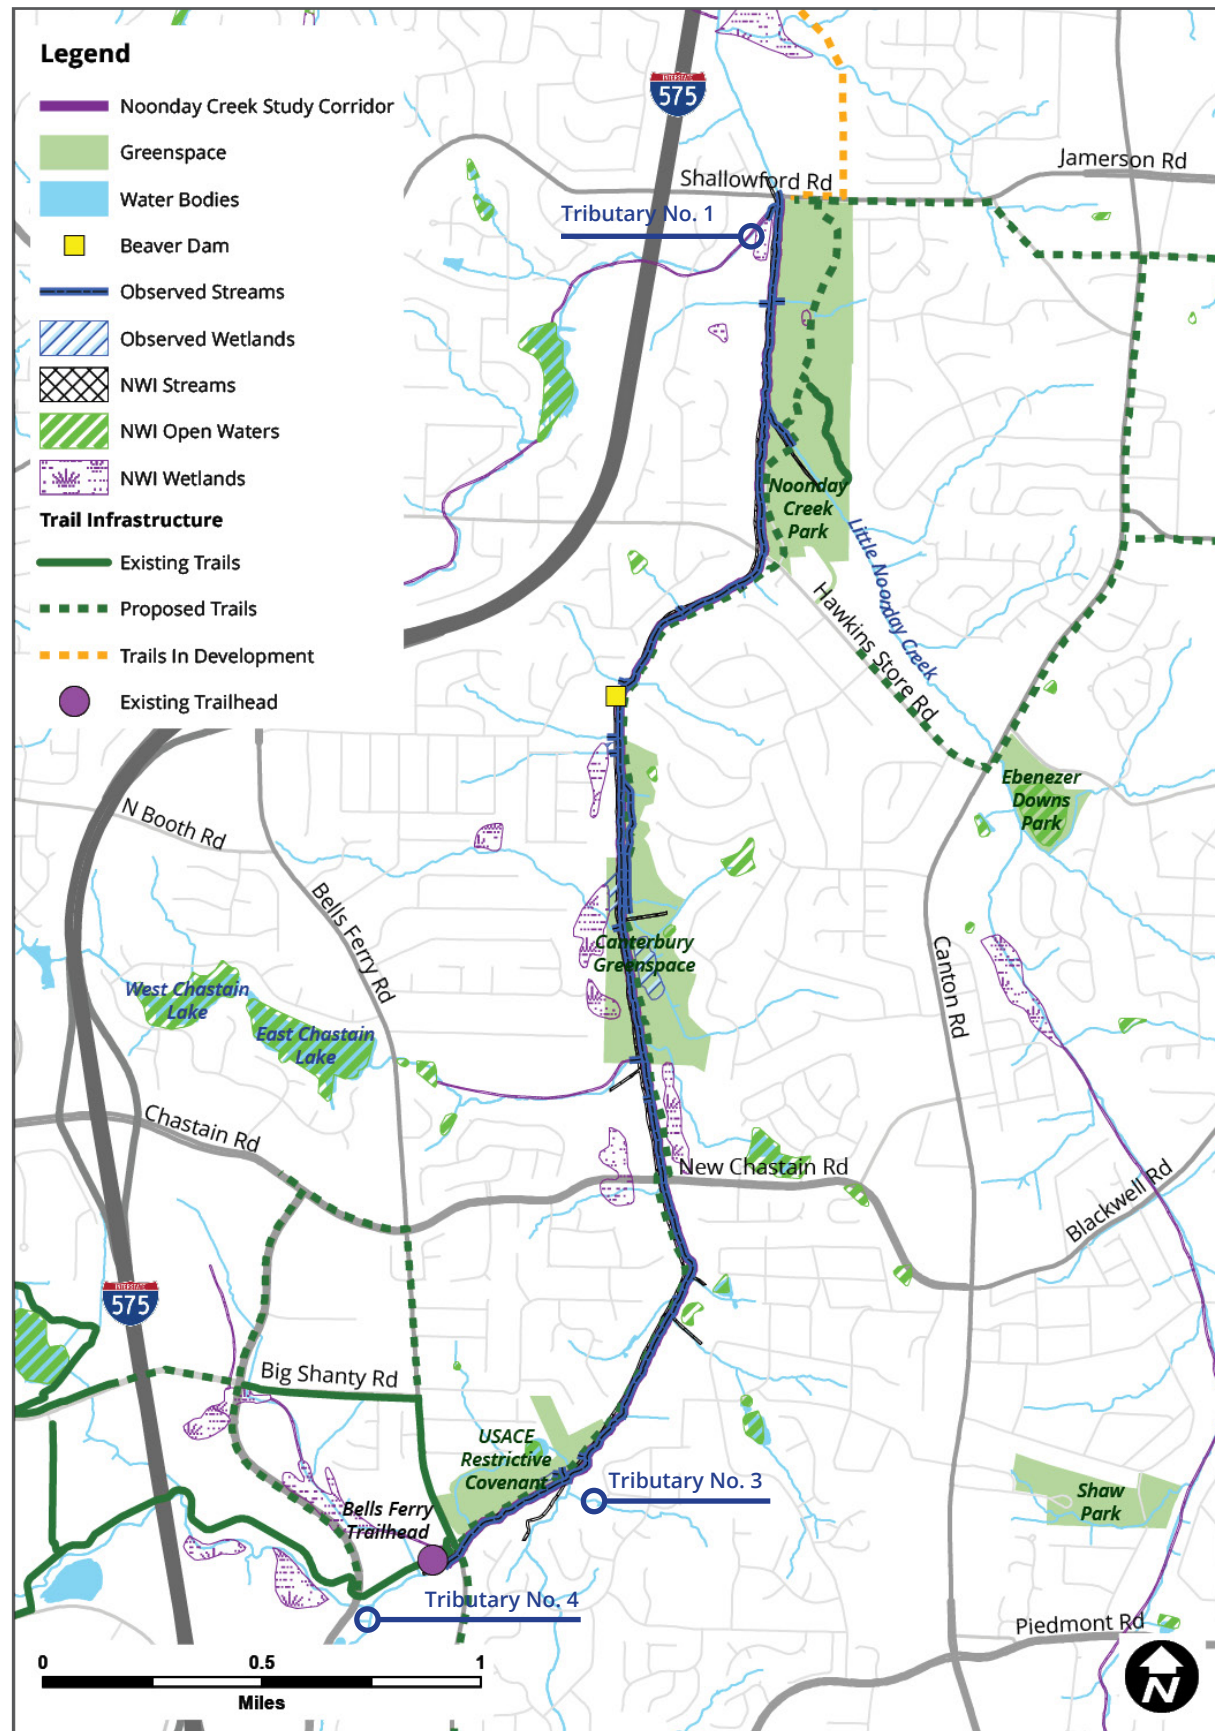 Legend
Noonday Creek Study Corridor
Greenspace
Water Bodies
Beaver Dam
Observed Streams
Observed Wetlands
NWI Streams
NWI Open Waters
NWI Wetlands
Trail Infrastructure
Existing Trails
Proposed Trails
Trails In Development
Existing Trailhead
INTERSTATE
575
Shallowford Rd
Jamerson Rd
Tributary No. 1
Noonday
Creek
Park
Little Noonday Creek
Hawkins Store Rd
Ebenezer
Downs
Park
N Booth Rd
Bells Ferry Rd
Canterbury
Greenspace
Canton Rd
West Chastain
Lake
East Chastain
Lake
Chastain Rd
New Chastain Rd
Blackwell Rd
INTERSTATE
575
Big Shanty Rd
USACE
Restrictive
Covenant
Tributary No. 3
Shaw
Park
Bells Ferry
Trailhead
Tributary No. 4
Piedmont Rd
0 0.5 1
Miles
N